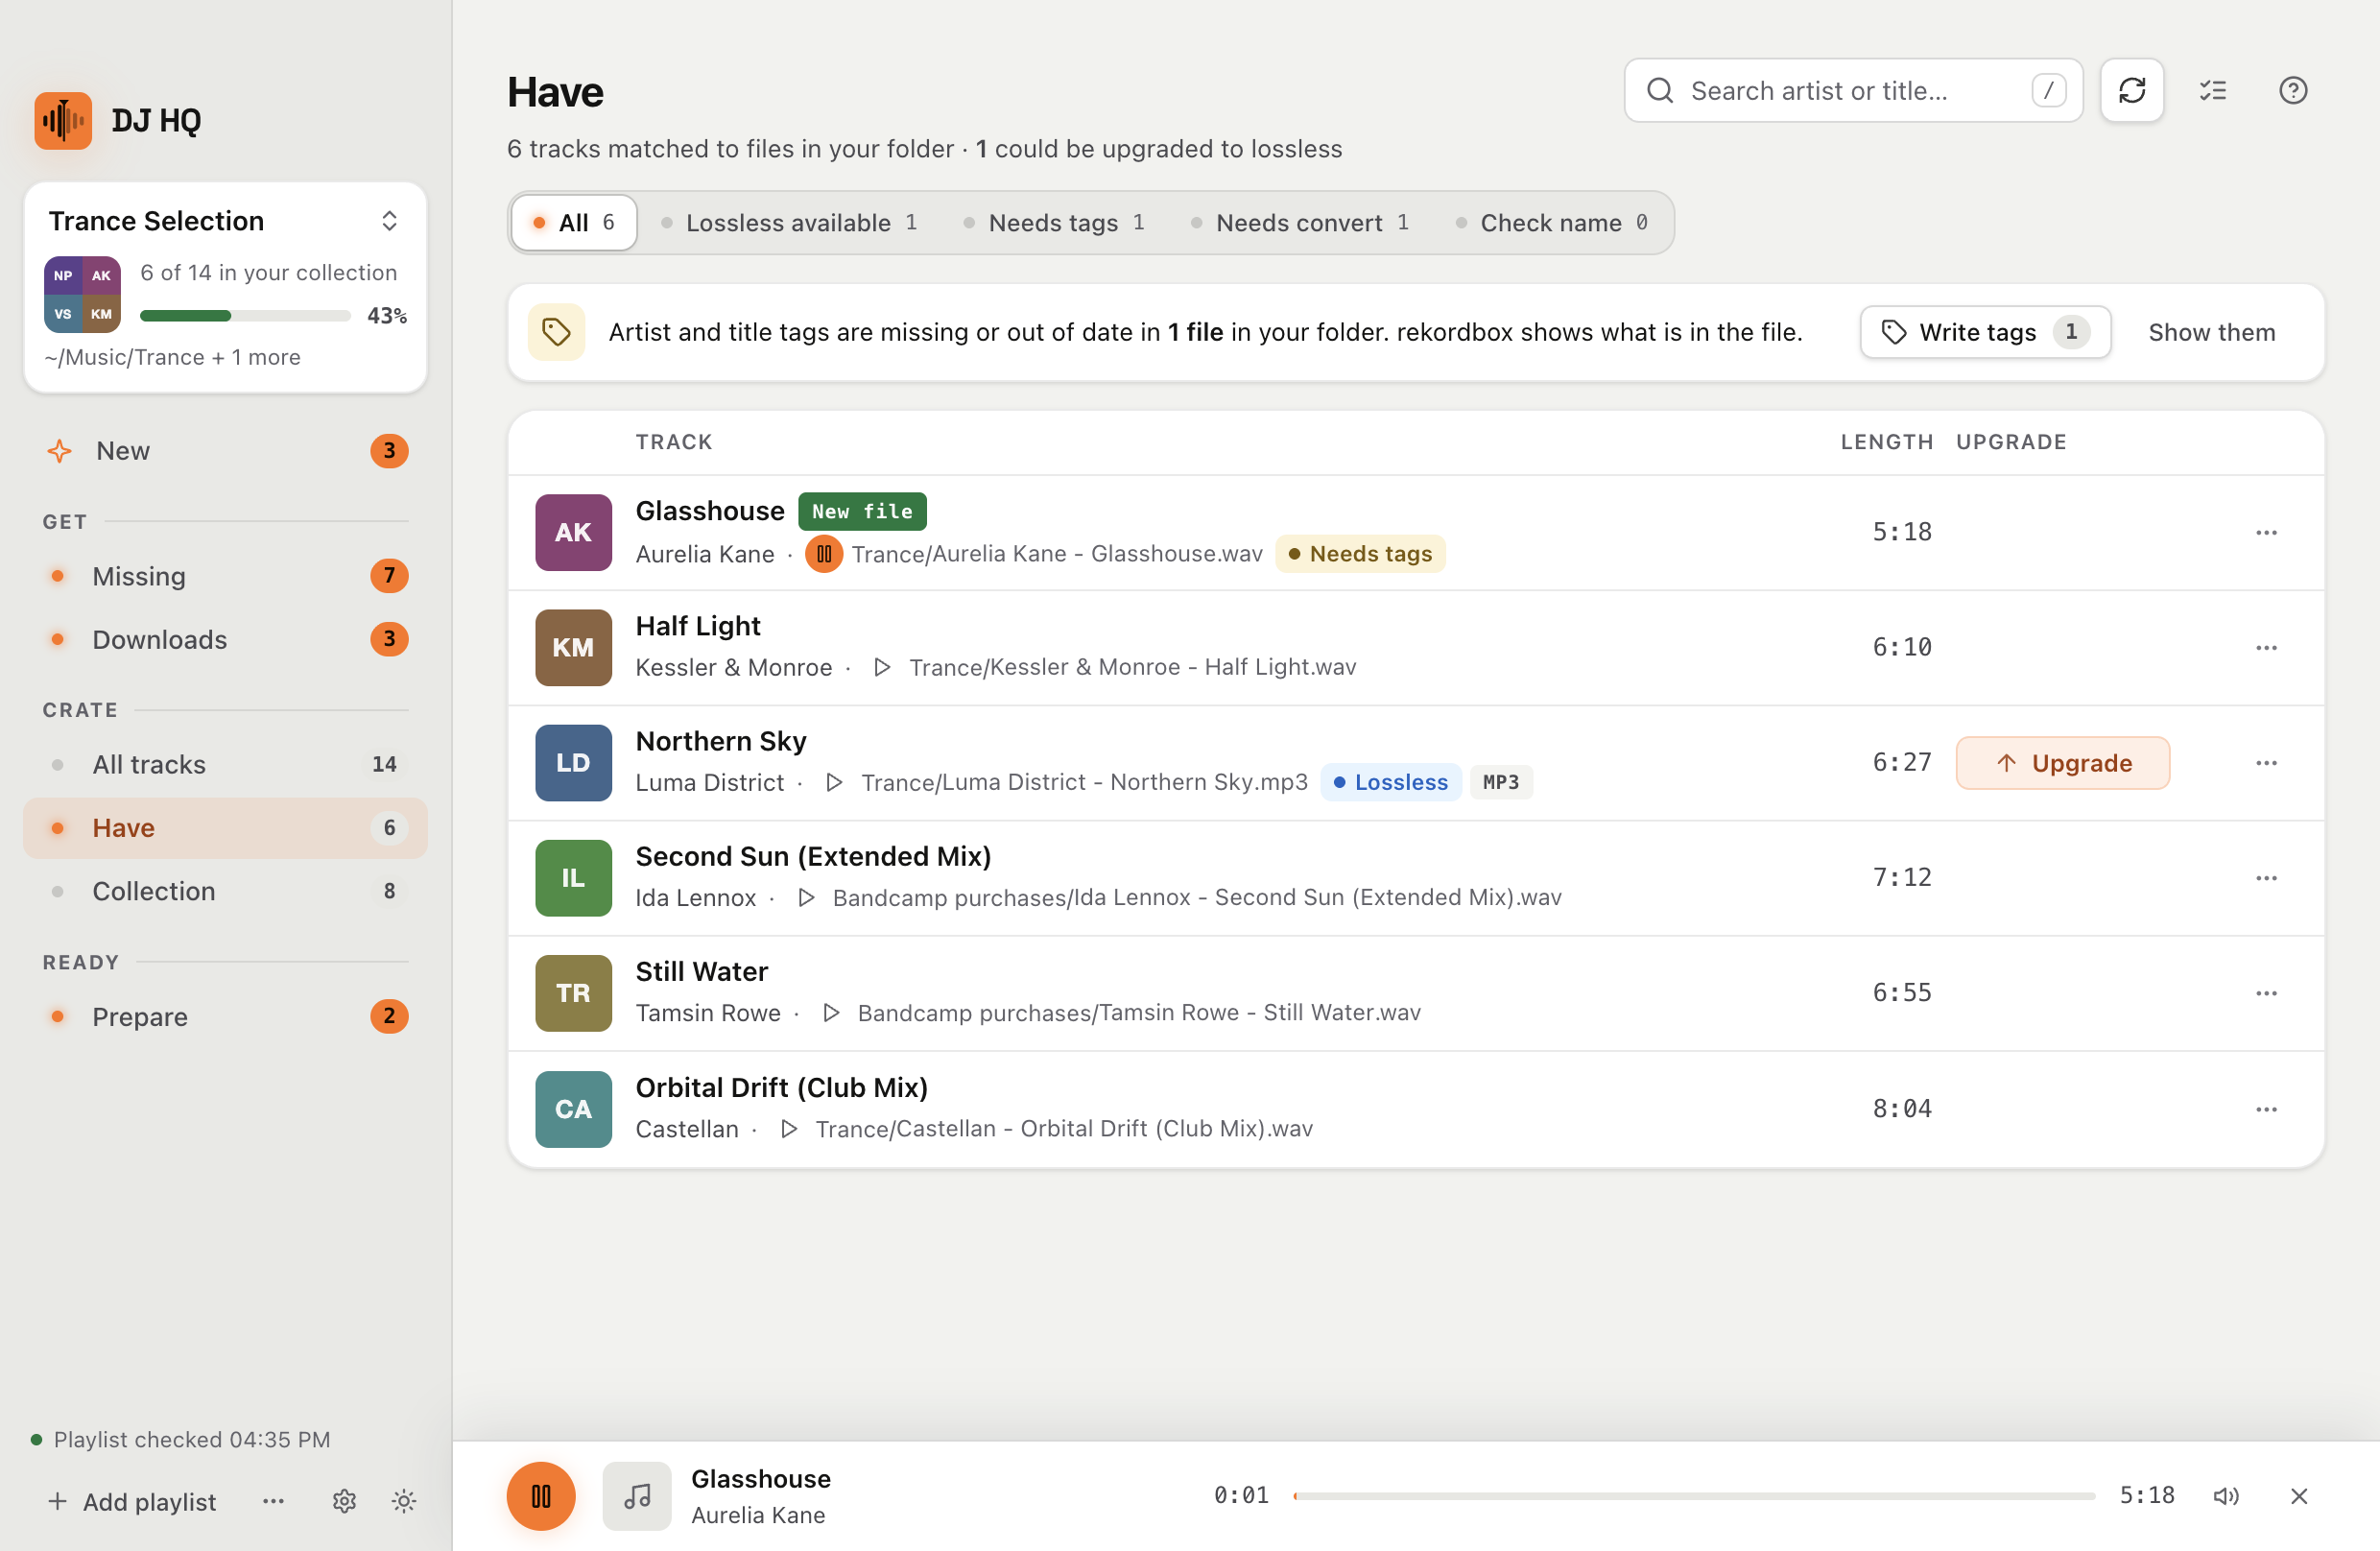 DJ HQ
Trance Selection
NP AK
VS KM
6 of 14 in your collection
43%
~/Music/Trance + 1 more
New 3
GET
Missing 7
Downloads 3
CRATE
All tracks 14
Have 6
Collection 8
READY
Prepare 2
Playlist checked 04:35 PM
Add playlist
Have
Search artist or title... /
6 tracks matched to files in your folder · 1 could be upgraded to lossless
All 6 Lossless available 1 Needs tags 1 Needs convert 1 Check name 0
Artist and title tags are missing or out of date in 1 file in your folder. rekordbox shows what is in the file. Write tags 1 Show them
TRACK LENGTH UPGRADE
AK
Glasshouse New file
Aurelia Kane · Trance/Aurelia Kane - Glasshouse.wav Needs tags
5:18
KM
Half Light
Kessler & Monroe · Trance/Kessler & Monroe - Half Light.wav
6:10
LD
Northern Sky
Luma District · Trance/Luma District - Northern Sky.mp3 Lossless MP3
6:27 Upgrade
IL
Second Sun (Extended Mix)
Ida Lennox · Bandcamp purchases/Ida Lennox - Second Sun (Extended Mix).wav
7:12
TR
Still Water
Tamsin Rowe · Bandcamp purchases/Tamsin Rowe - Still Water.wav
6:55
CA
Orbital Drift (Club Mix)
Castellan · Trance/Castellan - Orbital Drift (Club Mix).wav
8:04
Glasshouse
Aurelia Kane
0:01 5:18